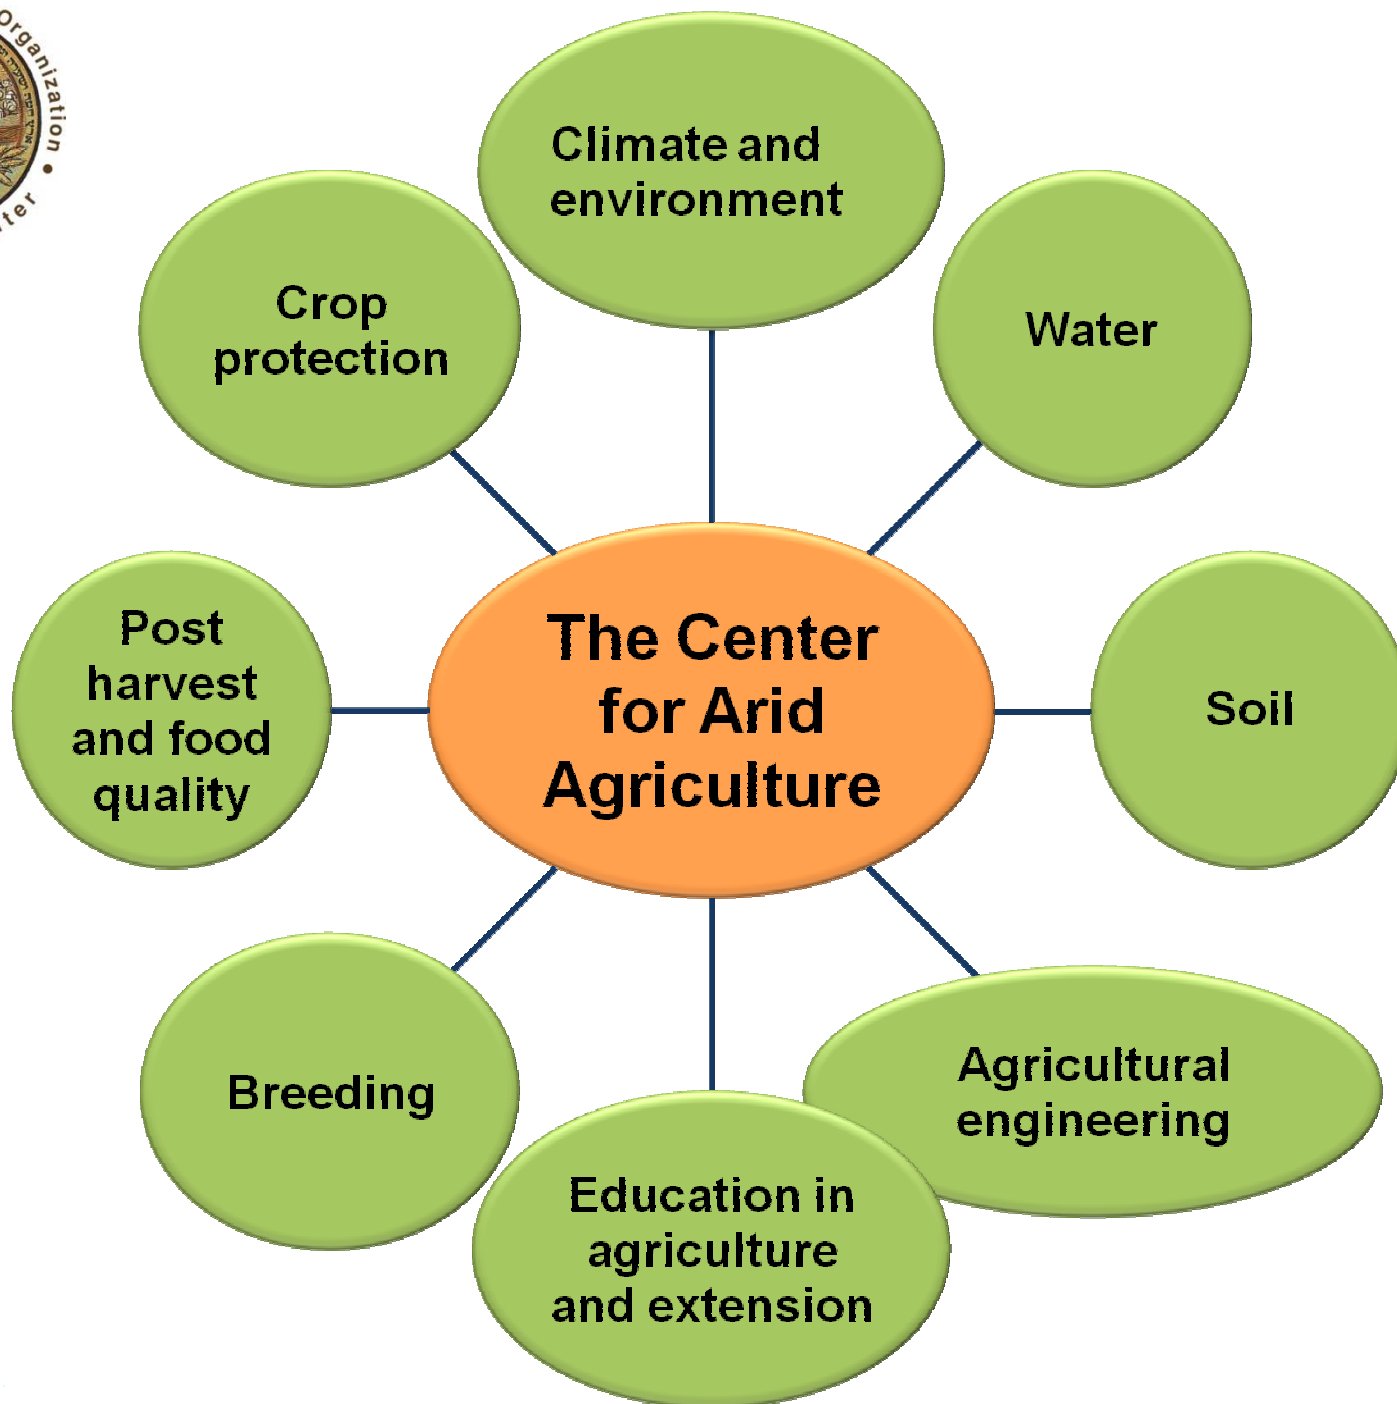 Organization •
Climate and
environment
Crop
protection
Water
The Center
for Arid
Agriculture
Post
harvest
and food
quality
Soil
Breeding
Agricultural
engineering
Education in
agriculture
and extension